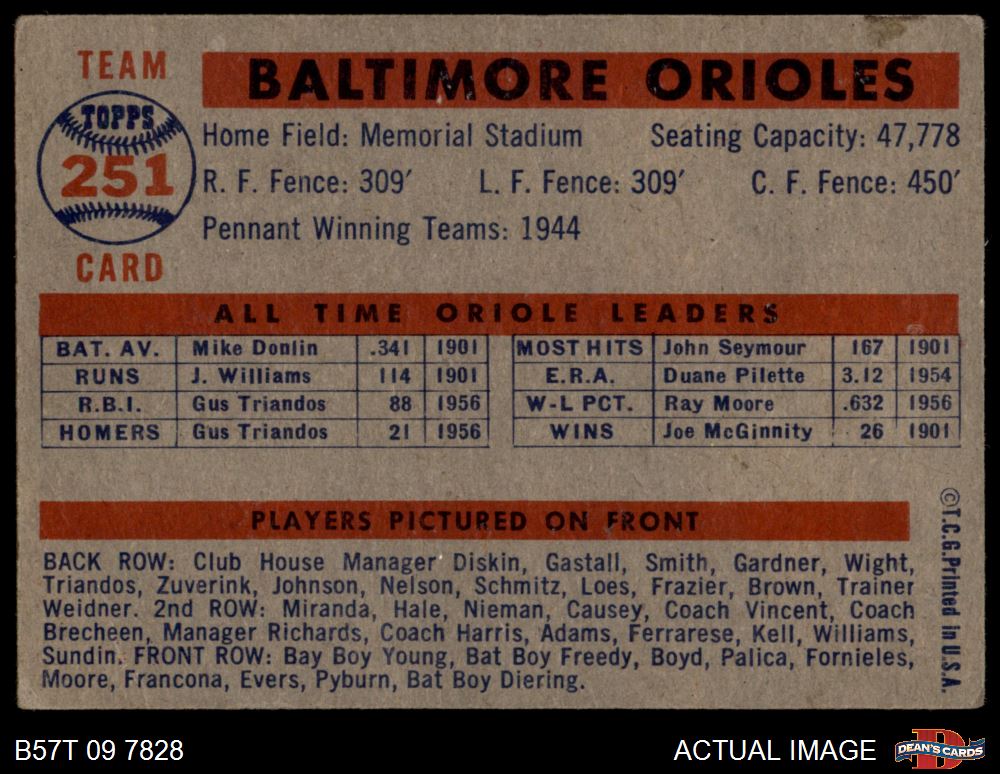 TEAM
TOPPS
251
CARD
BALTIMORE ORIOLES
Home Field: Memorial Stadium Seating Capacity: 47,778
R. F. Fence: 309′ L. F. Fence: 309′ C. F. Fence: 450′
Pennant Winning Teams: 1944
ALL TIME ORIOLE LEADERS
BAT. AV. Mike Donlin .341 1901 MOST HITS John Seymour 167 1901
RUNS J. Williams 114 1901 E.R.A. Duane Pilette 3.12 1954
R.B.I. Gus Triandos 88 1956 W-L PCT. Ray Moore .632 1956
HOMERS Gus Triandos 21 1956 WINS Joe McGinnity 26 1901
PLAYERS PICTURED ON FRONT
BACK ROW: Club House Manager Diskin, Gastall, Smith, Gardner, Wight,
Triandos, Zuverink, Johnson, Nelson, Schmitz, Loes, Frazier, Brown, Trainer
Weidner. 2nd ROW: Miranda, Hale, Nieman, Causey, Coach Vincent, Coach
Brecheen, Manager Richards, Coach Harris, Adams, Ferrarese, Kell, Williams,
Sundin. FRONT ROW: Bay Boy Young, Bat Boy Freedy, Boyd, Palica, Fornieles,
Moore, Francona, Evers, Pyburn, Bat Boy Diering.
©T.C.G.Printed in U.S.A.
B57T 09 7828
ACTUAL IMAGE
DEAN'S CARDS